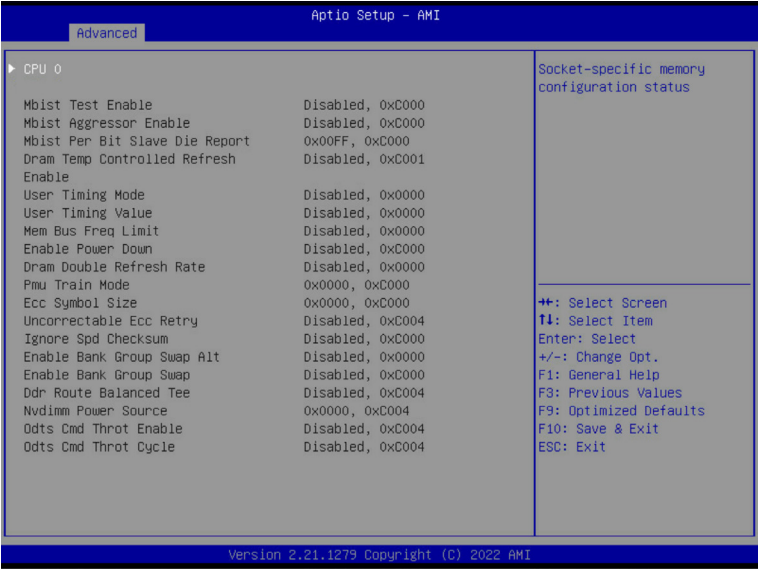 Aptio Setup – AMI
Advanced
▶ CPU 0
Mbist Test Enable Disabled, 0xC000
Mbist Aggressor Enable Disabled, 0xC000
Mbist Per Bit Slave Die Report 0x00FF, 0xC000
Dram Temp Controlled Refresh Disabled, 0xC001
Enable
User Timing Mode Disabled, 0x0000
User Timing Value Disabled, 0x0000
Mem Bus Freq Limit Disabled, 0x0000
Enable Power Down Disabled, 0xC000
Dram Double Refresh Rate Disabled, 0x0000
Pmu Train Mode 0x0000, 0xC000
Ecc Symbol Size 0x0000, 0xC000
Uncorrectable Ecc Retry Disabled, 0xC004
Ignore Spd Checksum Disabled, 0xC000
Enable Bank Group Swap Alt Disabled, 0x0000
Enable Bank Group Swap Disabled, 0xC000
Ddr Route Balanced Tee Disabled, 0xC004
Nvdimm Power Source 0x0000, 0xC004
Odts Cmd Throt Enable Disabled, 0xC004
Odts Cmd Throt Cycle Disabled, 0xC004
Socket-specific memory
configuration status
→←: Select Screen
↑↓: Select Item
Enter: Select
+/-: Change Opt.
F1: General Help
F3: Previous Values
F9: Optimized Defaults
F10: Save & Exit
ESC: Exit
Version 2.21.1279 Copyright (C) 2022 AMI